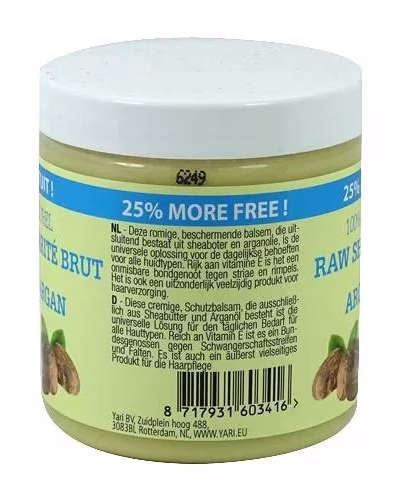 6249
25% MORE FREE !
NL - Deze romige, beschermende balsem, die uit-
sluitend bestaat uit sheaboter en arganolie, is de
universele oplossing voor de dagelijkse behoeften
voor alle huidtypen. Rijk aan vitamine E is het een
onmisbare bondgenoot tegen striae en rimpels.
Het is ook een uitzonderlijk veelzijdig product voor
haarverzorging.
D - Diese cremige, Schutzbalsam, die ausschließ-
lich aus Sheabutter und Arganöl besteht ist die
universelle Lösung für den täglichen Bedarf für
alle Hauttypen. Reich an Vitamin E ist es ein Bun-
desgenossen gegen Schwangerschaftsstreifen
und Falten. Es ist auch ein äußerst vielseitiges
Produkt für die Haarpflege
8 717931 603416 >
Yari BV, Zuidplein hoog 488,
3083BL Rotterdam, NL, WWW.YARI.EU
UIT !
RITÉ BRUT
ARGAN
25%
100%
RAW SHE
ARG